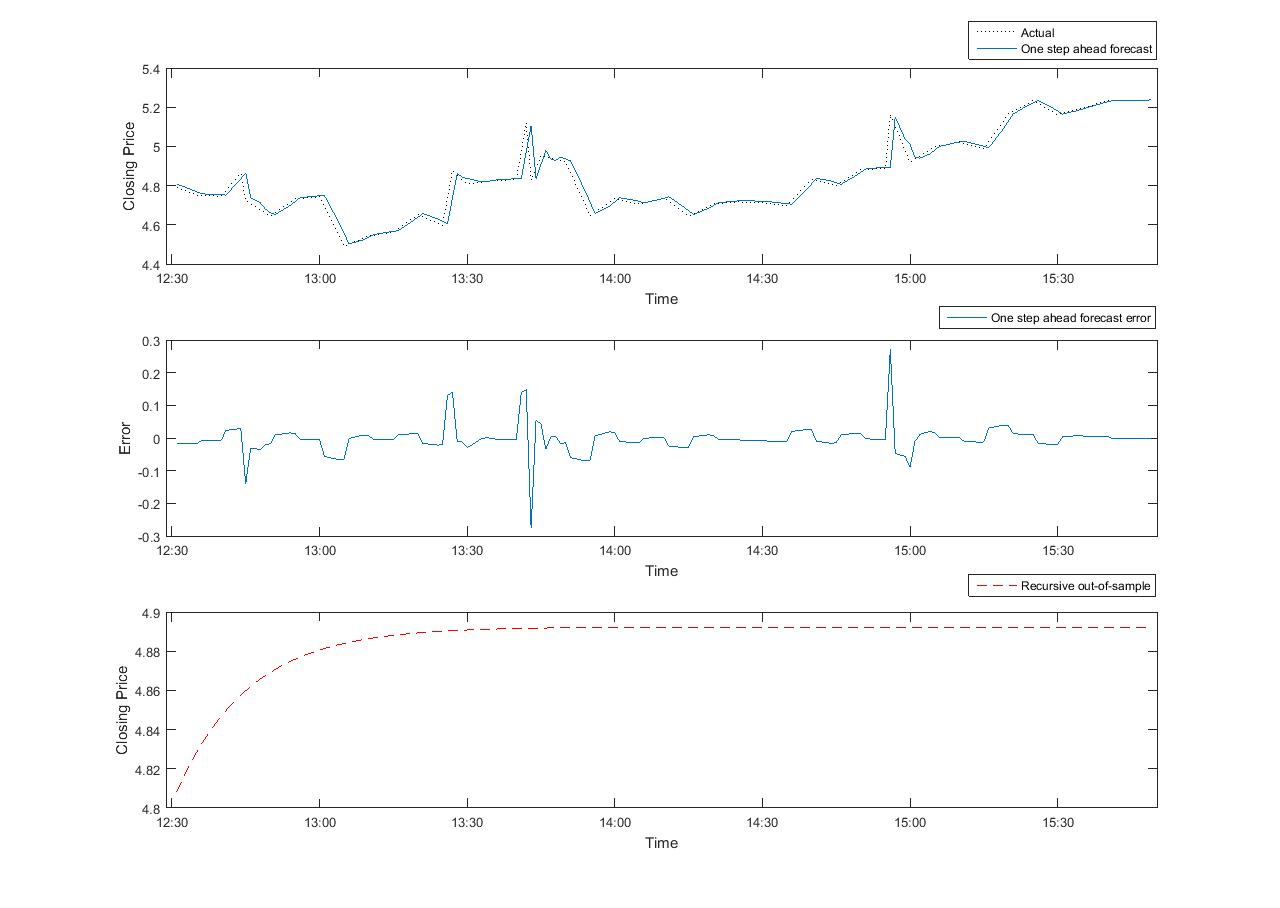 Actual
One step ahead forecast
5.4
5.2
5
4.8
4.6
4.4
Closing Price
12:30 13:00 13:30 14:00 14:30 15:00 15:30
Time
One step ahead forecast error
0.3
0.2
0.1
0
-0.1
-0.2
-0.3
Error
12:30 13:00 13:30 14:00 14:30 15:00 15:30
Time
Recursive out-of-sample
4.9
4.88
4.86
4.84
4.82
4.8
Closing Price
12:30 13:00 13:30 14:00 14:30 15:00 15:30
Time